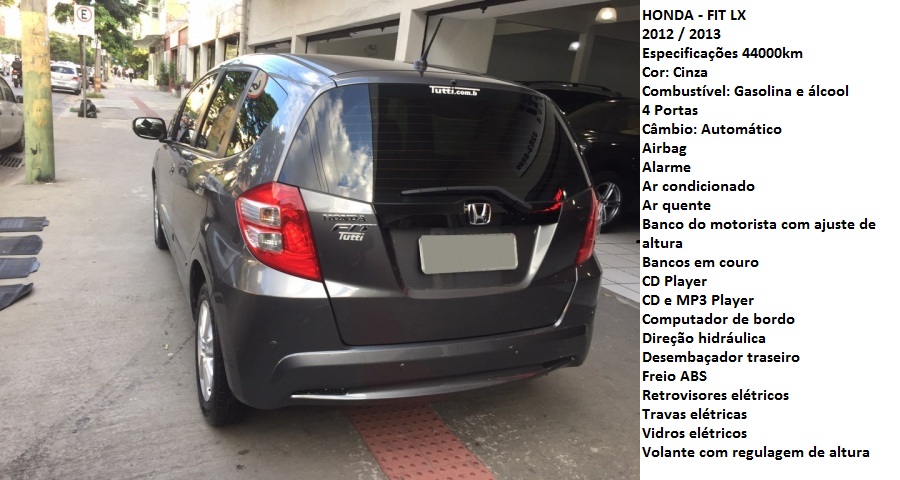 E
Tutti.com.b
HONDA
FIT
Tutti
HONDA - FIT LX
2012 / 2013
Especificações 44000km
Cor: Cinza
Combustível: Gasolina e álcool
4 Portas
Câmbio: Automático
Airbag
Alarme
Ar condicionado
Ar quente
Banco do motorista com ajuste de
altura
Bancos em couro
CD Player
CD e MP3 Player
Computador de bordo
Direção hidráulica
Desembaçador traseiro
Freio ABS
Retrovisores elétricos
Travas elétricas
Vidros elétricos
Volante com regulagem de altura